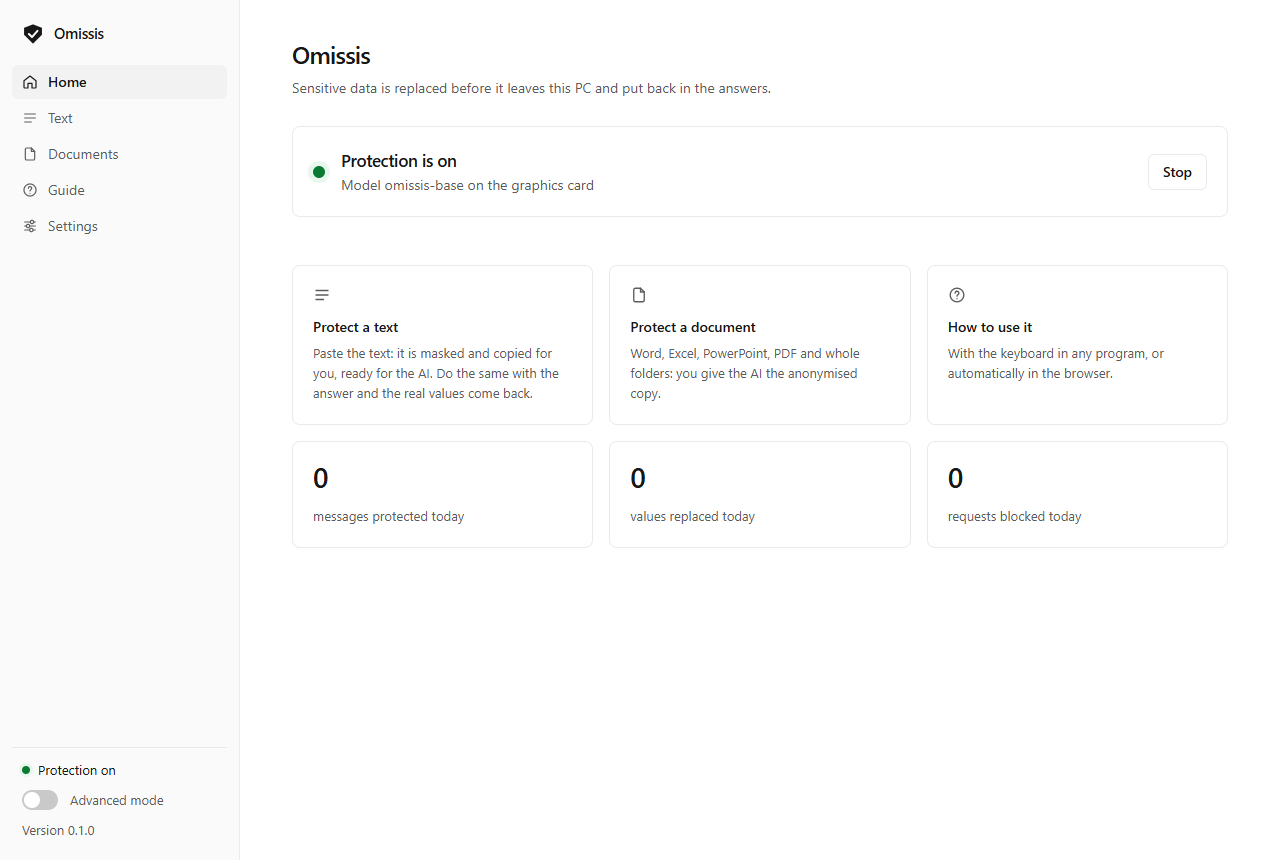 Omissis
Home
Text
Documents
Guide
Settings
Protection on
Advanced mode
Version 0.1.0
Omissis
Sensitive data is replaced before it leaves this PC and put back in the answers.
Protection is on
Model omissis-base on the graphics card
Stop
Protect a text
Paste the text: it is masked and copied for
you, ready for the AI. Do the same with the
answer and the real values come back.
Protect a document
Word, Excel, PowerPoint, PDF and whole
folders: you give the AI the anonymised
copy.
How to use it
With the keyboard in any program, or
automatically in the browser.
0
messages protected today
0
values replaced today
0
requests blocked today